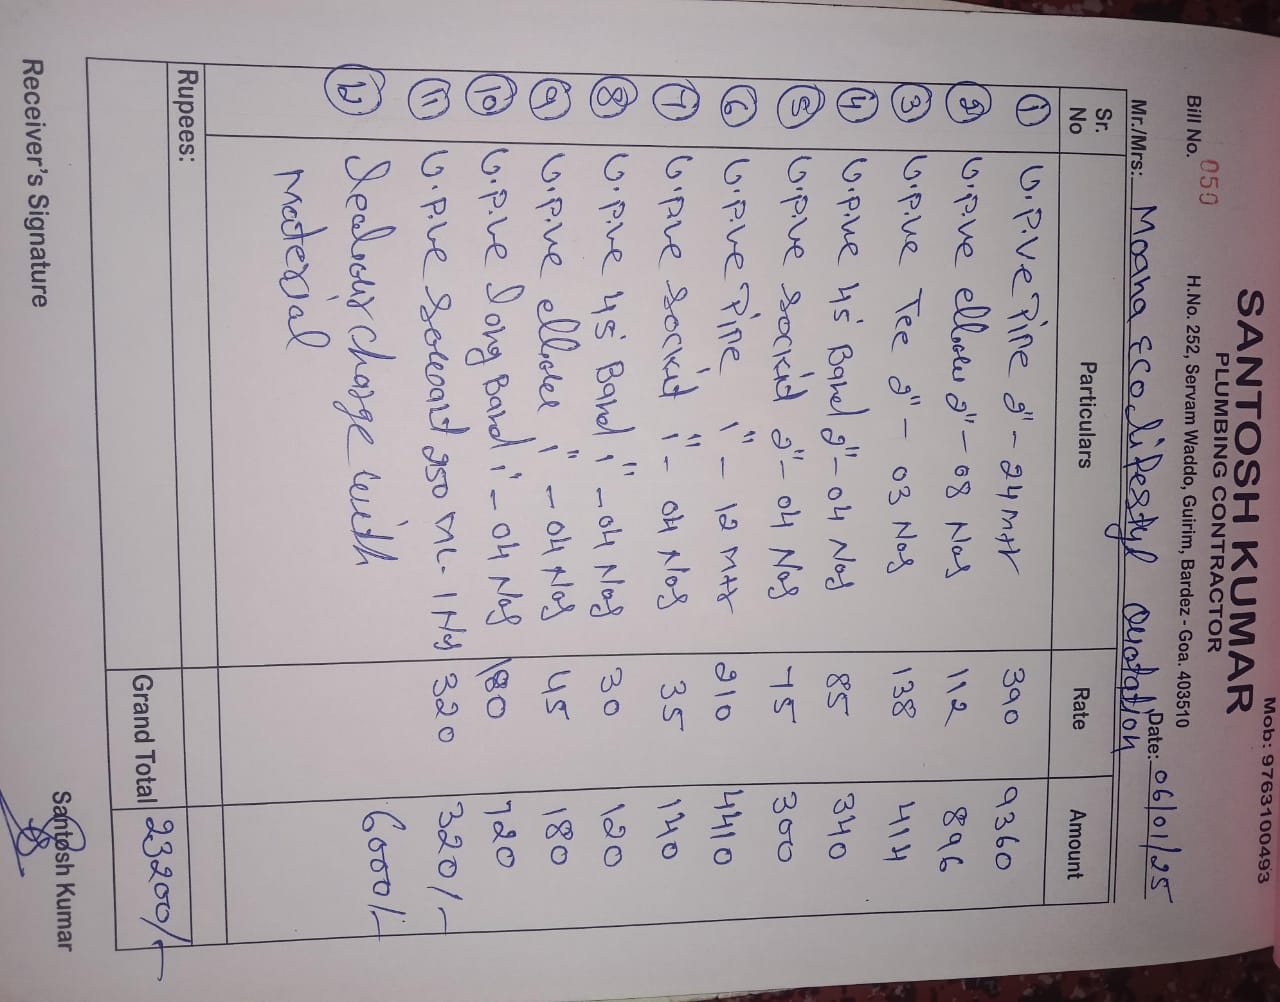 Mob: 9763100493
SANTOSH KUMAR
PLUMBING CONTRACTOR
Bill No. 050
H.No. 252, Servam Waddo, Guirim, Bardez - Goa. 403510
Date: 06/01/25
Mr./Mrs: Moana Eco lifestyl Quotation
Sr. No Particulars Rate Amount
1 U.P.Ve Pipe 2" - 24 Mtr 390 9360
2 U.P.Ve ellbow 2" - 08 Nos 112 896
3 U.P.Ve Tee 2" - 03 Nos 138 414
4 U.P.Ve 45 Band 2" - 04 Nos 85 340
5 U.P.Ve Sockit 2" - 04 Nos 75 300
6 U.P.Ve Pipe 1" - 12 Mtr 210 4410
7 U.P.Ve Sockit 1" - 04 Nos 35 140
8 U.P.Ve 45 Band 1" - 04 Nos 30 120
9 U.P.Ve ellbow 1" - 04 Nos 45 180
10 U.P.Ve long Band 1" - 04 Nos 180 720
11 U.P.Ve 250 ML - 1 Nos 320 320/-
12 charge with 6000/-
Material
Rupees:
Grand Total 23200/-
Santosh Kumar
Receiver's Signature